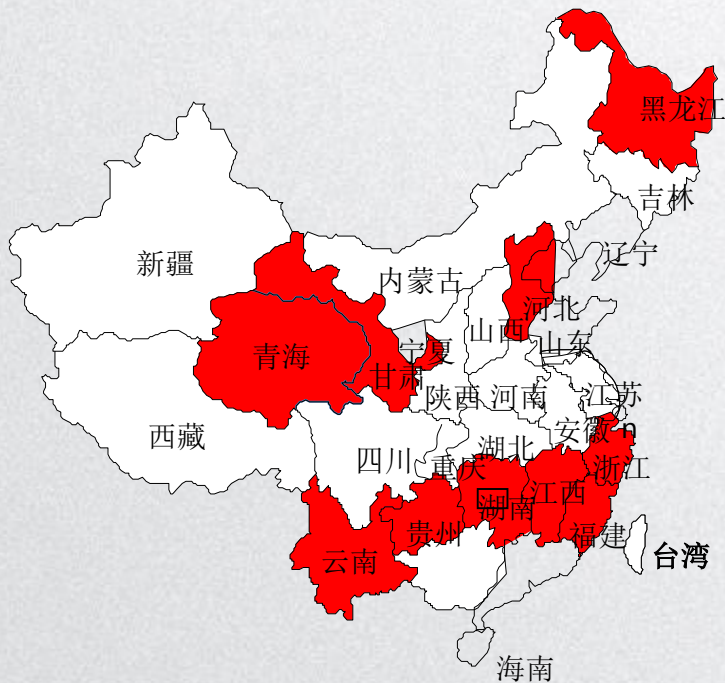 黑龙江
吉林
辽宁
新疆
内蒙古
河北
山西
山东
宁夏
青海
甘肃
陕西
河南
江苏
西藏
安徽
n
湖北
四川
重庆
浙江
江西
湖南
贵州
福建
云南
台湾
海南